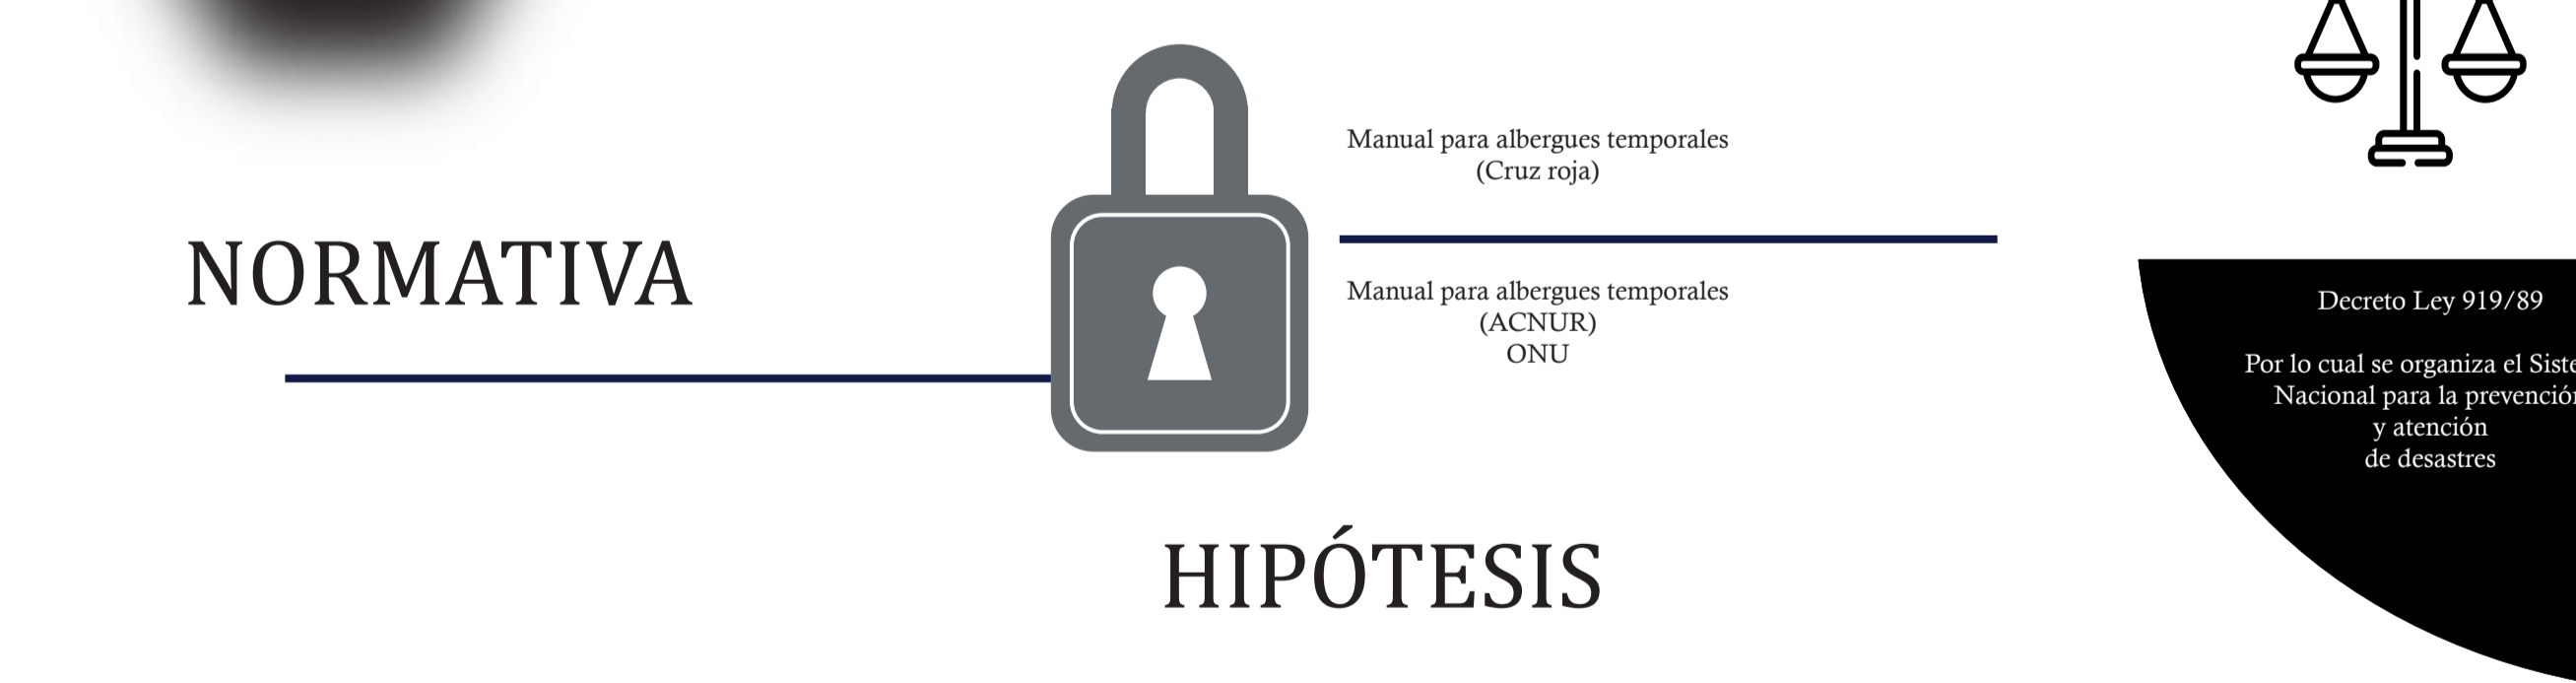 NORMATIVA
Manual para albergues temporales
(Cruz roja)
Manual para albergues temporales
(ACNUR)
ONU
Decreto Ley 919/89
Por lo cual se organiza el
Nacional para la
y atención
de desastres
HIPÓTESIS